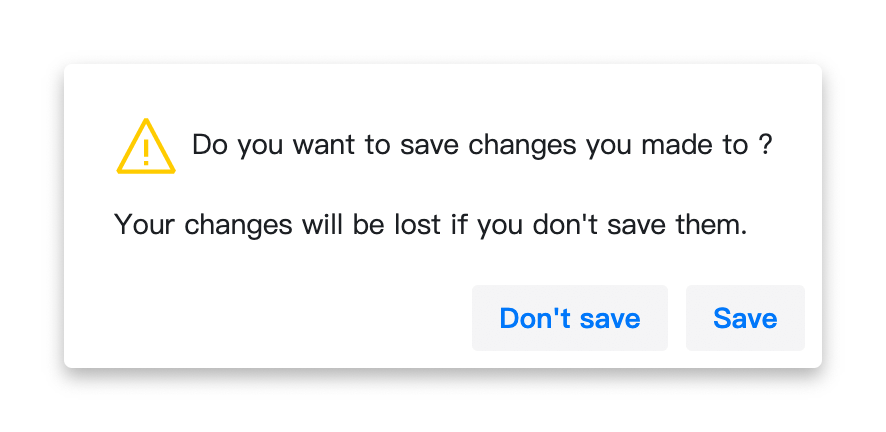 Do you want to save changes you made to ?
Your changes will be lost if you don't save them.
Don't save
Save